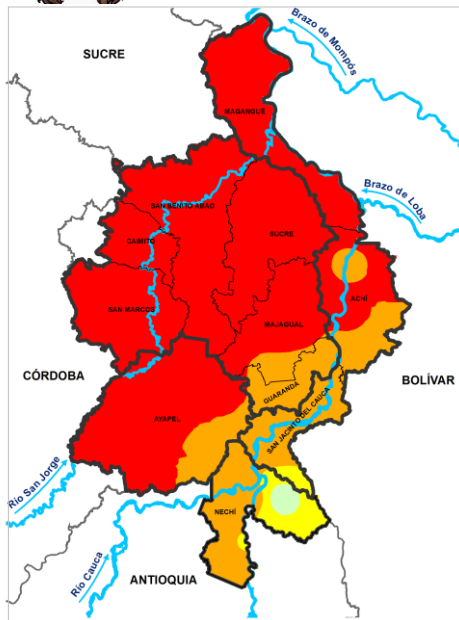 SUCRE
Brazo de Mompós
MAGANGUÉ
Brazo de Loba
SAN BENITO ABAD
SUCRE
CAIMITO
ACHÍ
SAN MARCOS
MAJAGUAL
CÓRDOBA
BOLÍVAR
GUARANDA
AYAPEL
SAN JACINTO DEL CAUCA
Río San Jorge
NECHÍ
Río Cauca
ANTIOQUIA